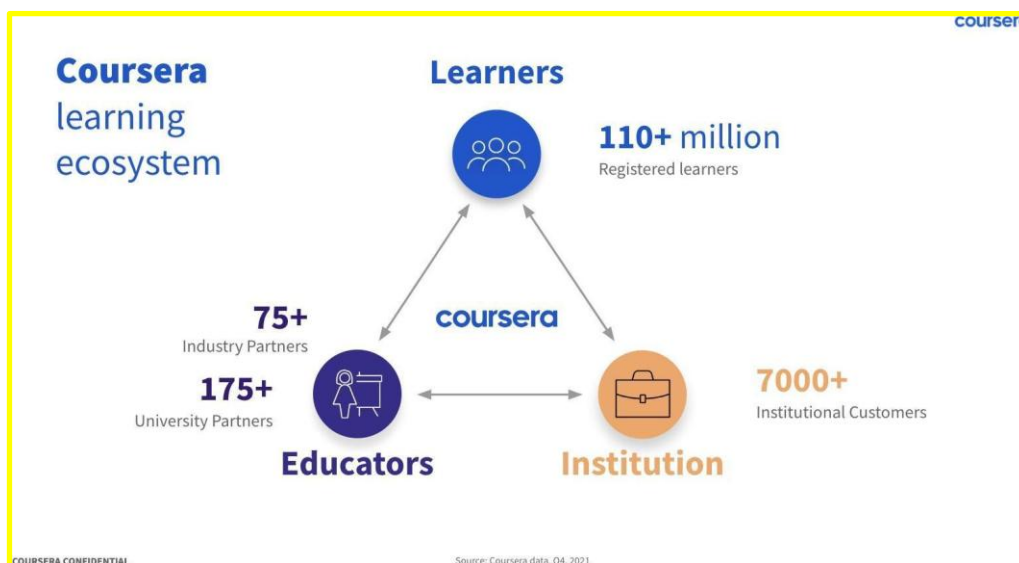 courser
Coursera
learning
ecosystem
Learners
110+ million
Registered learners
75+
Industry Partners
175+
University Partners
coursera
7000+
Institutional Customers
Educators
Institution
COURSERA CONFIDENTIAL
Source: Coursera data, Q4, 2021